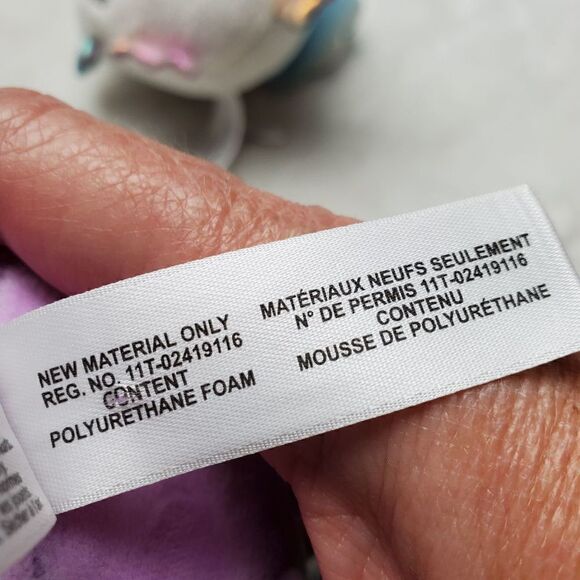 NEW MATERIAL ONLY
REG. NO. 11T-02419116
CONTENT
POLYURETHANE FOAM
MATÉRIAUX NEUFS SEULEMENT
N° DE PERMIS 11T-02419116
CONTENU
MOUSSE DE POLYURÉTHANE